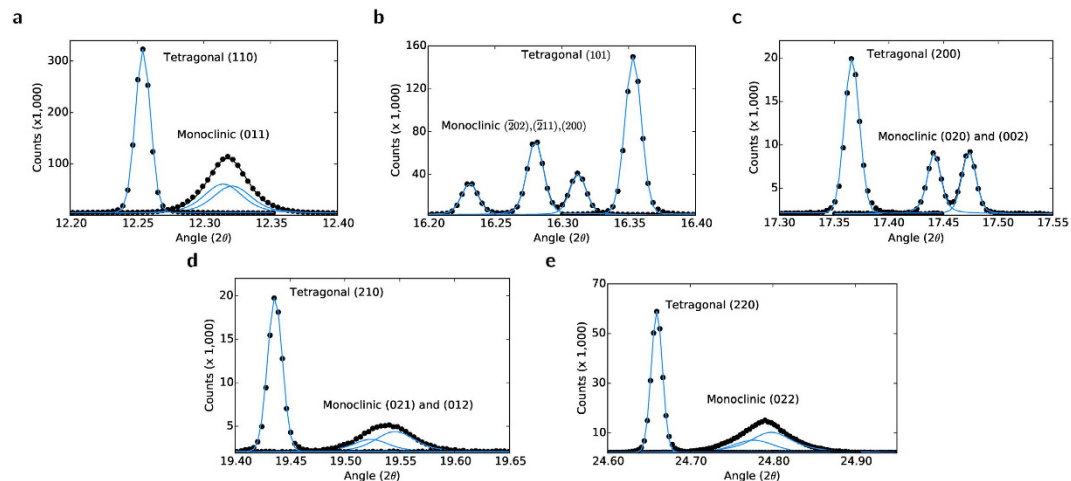 a
Counts (x1,000)
300
200
100
Tetragonal (110)
Monoclinic (011)
12.20 12.25 12.30 12.35 12.40
Angle (2θ)
b
Counts (x 1,000)
160
120
80
40
Tetragonal (101)
Monoclinic (2̅02),(2̅11),(200)
16.20 16.25 16.30 16.35 16.40
Angle (2θ)
c
Counts (x 1,000)
20
15
10
5
Tetragonal (200)
Monoclinic (020) and (002)
17.30 17.35 17.40 17.45 17.50 17.55
Angle (2θ)
d
Counts (x 1,000)
20
15
10
5
Tetragonal (210)
Monoclinic (021) and (012)
19.40 19.45 19.50 19.55 19.60 19.65
Angle (2θ)
e
Counts (x 1,000)
70
50
30
10
Tetragonal (220)
Monoclinic (022)
24.60 24.70 24.80 24.90
Angle (2θ)